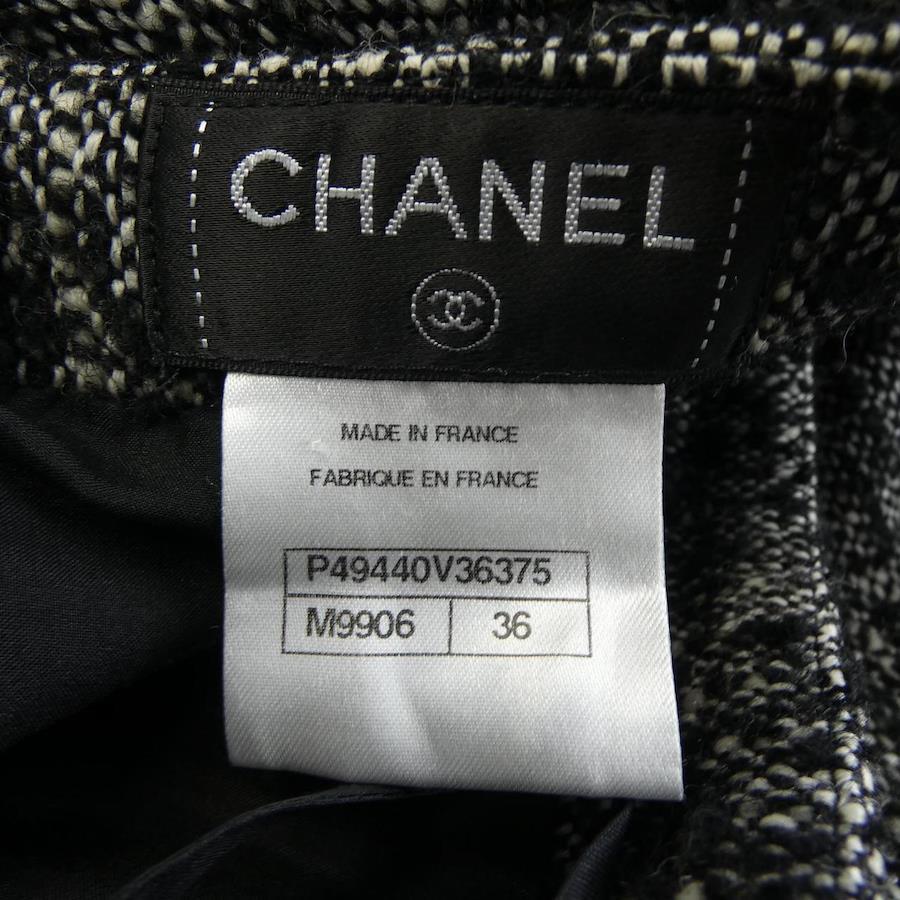 CHANEL
MADE IN FRANCE
FABRIQUE EN FRANCE
P49440V36375
M9906 36